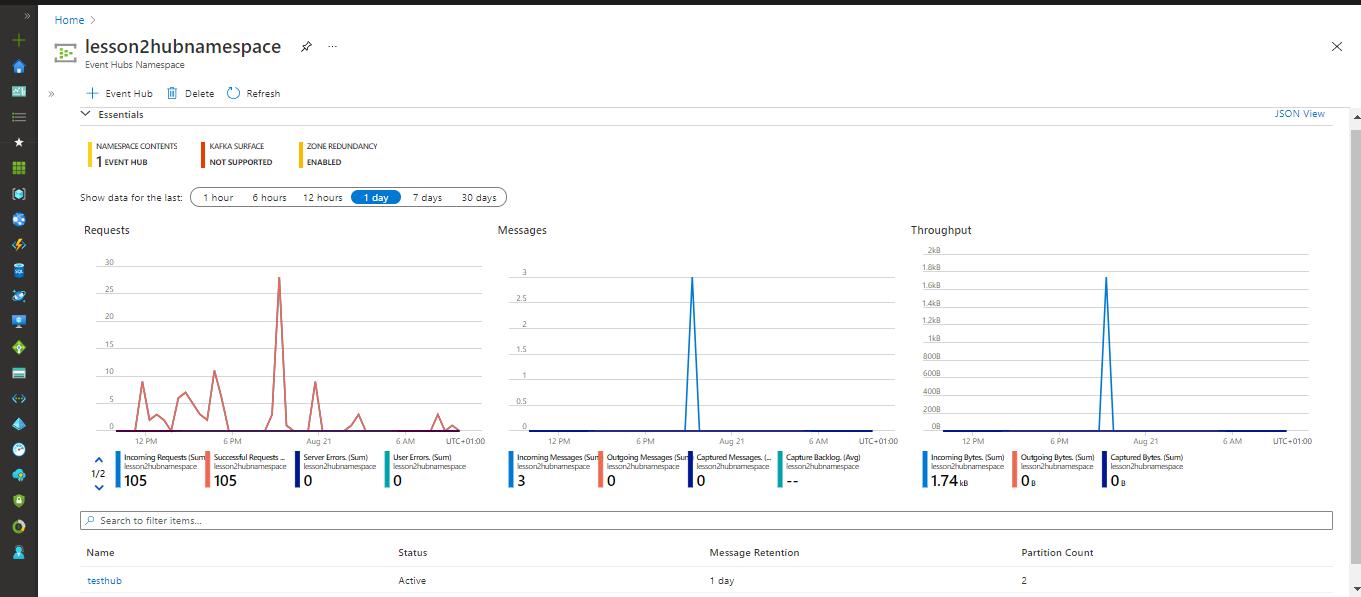 Home
lesson2hubnamespace
Event Hubs Namespace
Event Hub Delete Refresh
Essentials JSON View
NAMESPACE CONTENTS KAFKA SURFACE ZONE REDUNDANCY
1 EVENT HUB NOT SUPPORTED ENABLED
Show data for the last: 1 hour 6 hours 12 hours 1 day 7 days 30 days
Requests
30
25
20
15
10
5
0
12 PM 6 PM Aug 21 6 AM UTC+01:00
1/2
Incoming Requests (Sum)
lesson2hubnamespace
105
Successful Requests ...
lesson2hubnamespace
105
Server Errors. (Sum)
lesson2hubnamespace
0
User Errors. (Sum)
lesson2hubnamespace
0
Messages
3
2.5
2
1.5
1
0.5
0
12 PM 6 PM Aug 21 6 AM UTC+01:00
Incoming Messages (Sum)
lesson2hubnamespace
3
Outgoing Messages (Sum)
lesson2hubnamespace
0
Captured Messages. (...
lesson2hubnamespace
0
Capture Backlog. (Avg)
lesson2hubnamespace
--
Throughput
2kB
1.8kB
1.6kB
1.4kB
1.2kB
1kB
800B
600B
400B
200B
0B
12 PM 6 PM Aug 21 6 AM UTC+01:00
Incoming Bytes. (Sum)
lesson2hubnamespace
1.74 kB
Outgoing Bytes. (Sum)
lesson2hubnamespace
0 B
Captured Bytes. (Sum)
lesson2hubnamespace
0 B
Search to filter items...
Name Status Message Retention Partition Count
testhub Active 1 day 2